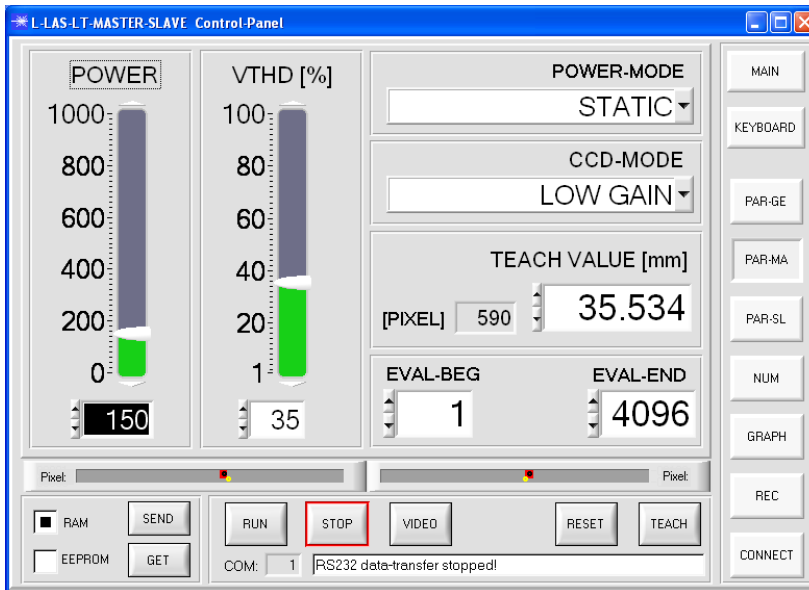 L-LAS-LT-MASTER-SLAVE Control-Panel
POWER
1000
800
600
400
200
0
150
VTHD [%]
100
80
60
40
20
1
35
POWER-MODE
STATIC
CCD-MODE
LOW GAIN
TEACH VALUE [mm]
[PIXEL] 590 35.534
EVAL-BEG EVAL-END
1 4096
Pixel: Pixel:
RAM SEND
EEPROM GET
RUN STOP VIDEO RESET TEACH
COM: 1 RS232 data-transfer stopped!
MAIN
KEYBOARD
PAR-GE
PAR-MA
PAR-SL
NUM
GRAPH
REC
CONNECT